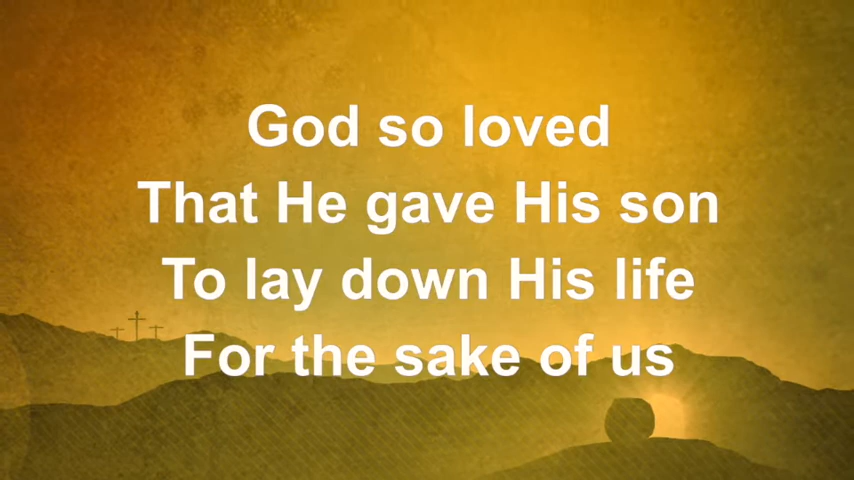 God so loved
That He gave His son
To lay down His life
For the sake of us